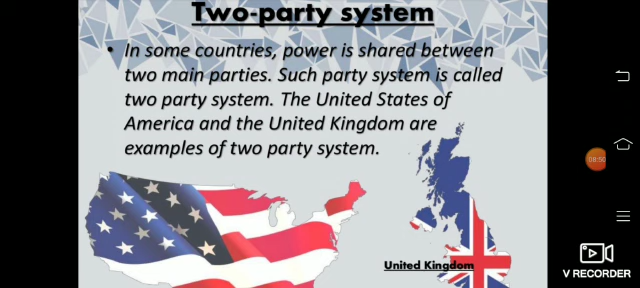 Two-party system
• In some countries, power is shared between
two main parties. Such party system is called
two party system. The United States of
America and the United Kingdom are
examples of two party system.
08:50
United Kingdom
V RECORDER